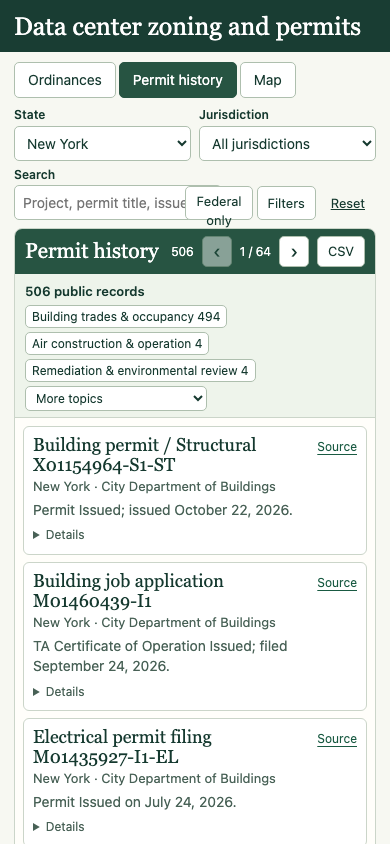 Data center zoning and permits
Ordinances
Permit history
Map
State
Jurisdiction
New York
All jurisdictions
Search
Project, permit title, issue
Federal only
Filters
Reset
Permit history
506
‹
1 / 64
›
CSV
506 public records
Building trades & occupancy 494
Air construction & operation 4
Remediation & environmental review 4
More topics
Building permit / Structural
X01154964-S1-ST
Source
New York · City Department of Buildings
Permit Issued; issued October 22, 2026.
Details
Building job application
M01460439-I1
Source
New York · City Department of Buildings
TA Certificate of Operation Issued; filed
September 24, 2026.
Details
Electrical permit filing
M01435927-I1-EL
Source
New York · City Department of Buildings
Permit Issued on July 24, 2026.
Details